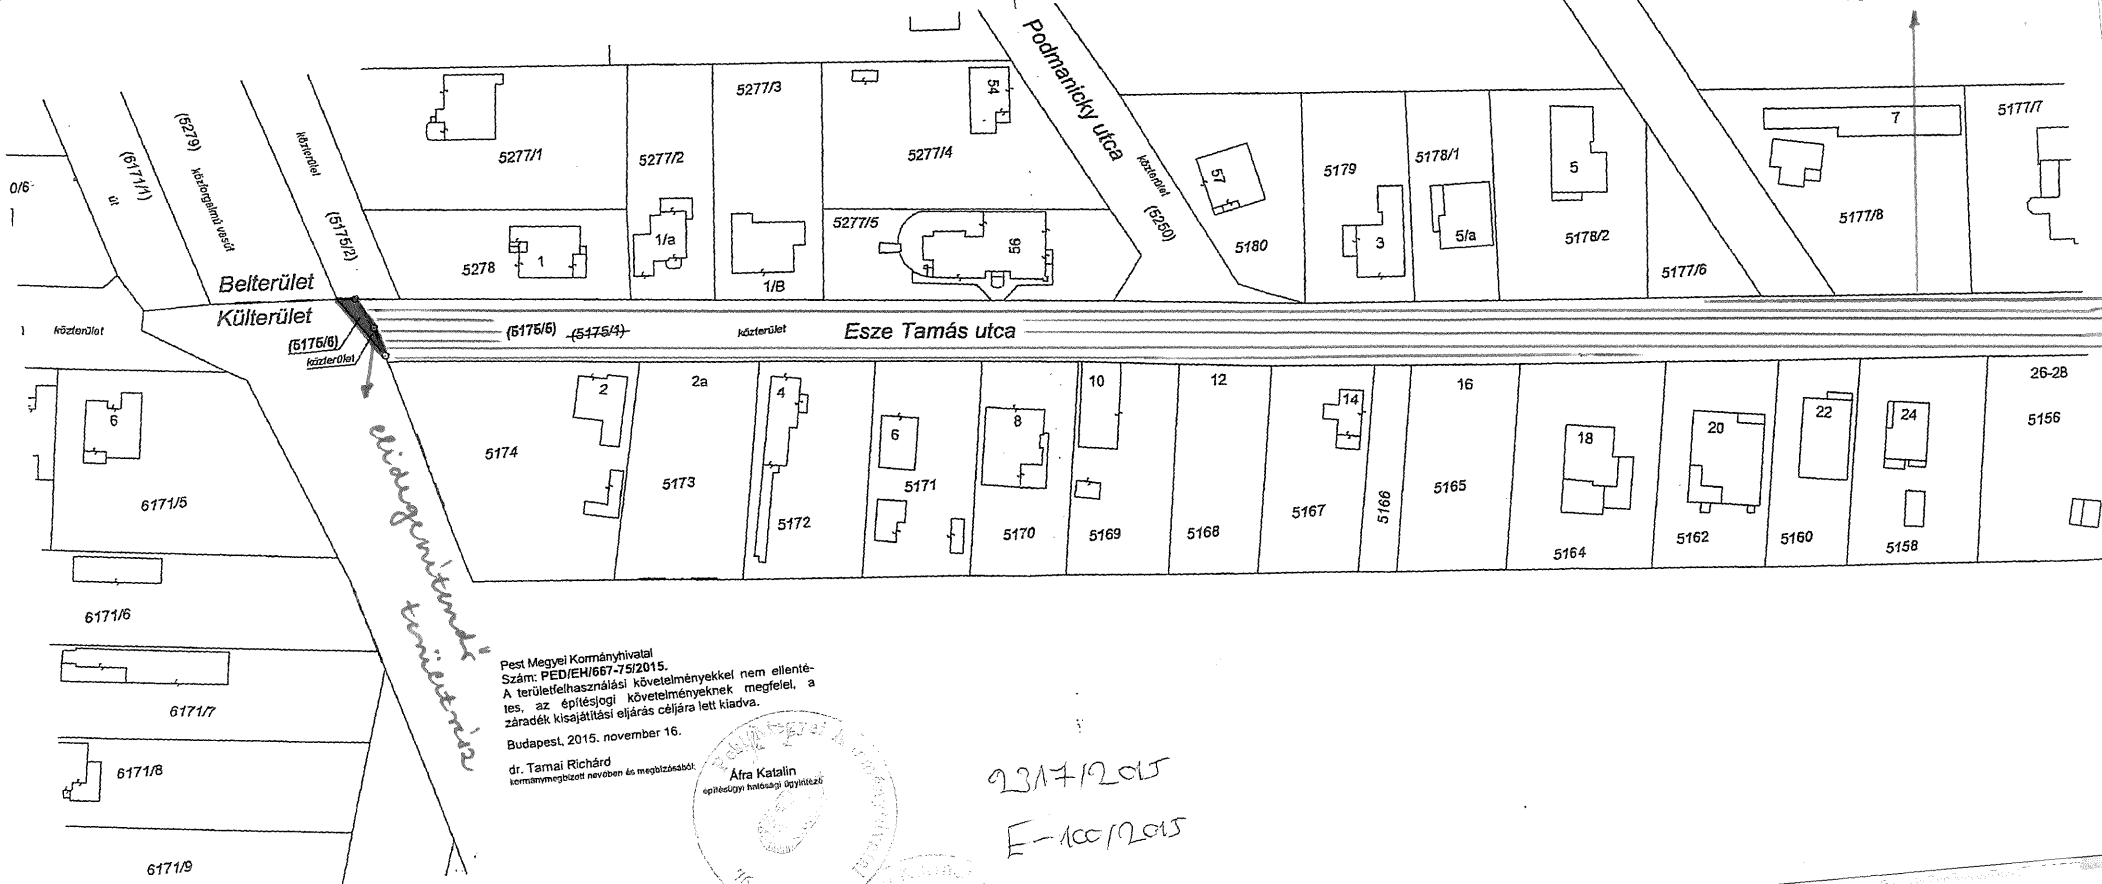 Podmanicky utca
közterület
(5250)
54
7
5177/7
5277/3
(5279) közforgalmú vasút
közterület
(6171/1)
út
5277/1
5277/2
5277/4
57
5179
5178/1
5
0/6
(5175/2)
5277/5
5177/8
1/a
56
5180
3
5/a
5178/2
5278
1
5177/6
1/B
Belterület
Külterület
közterület
(5175/6)
közterület
(5175/5) (5175/1)
közterület
Esze Tamás utca
2
2a
4
10
12
14
16
26-28
6
6
8
18
20
22
24
5156
5174
5173
5171
5165
6171/5
5172
5170
5169
5168
5167
5166
5164
5162
5160
5158
elidegenítendő
területrész
6171/6
6171/7
6171/8
6171/9
Pest Megyei Kormányhivatal
Szám: PED/EH/667-75/2015.
A területfelhasználási követelményekkel nem ellenté-
tes, az építésjogi követelményeknek megfelel, a
záradék kisajátítási eljárás céljára lett kiadva.
Budapest, 2015. november 16.
dr. Tarnai Richárd
kormánymegbízott nevében és megbízásából:
Áfra Katalin
építésügyi hatósági ügyintéző
2317/2015
E-100/2015